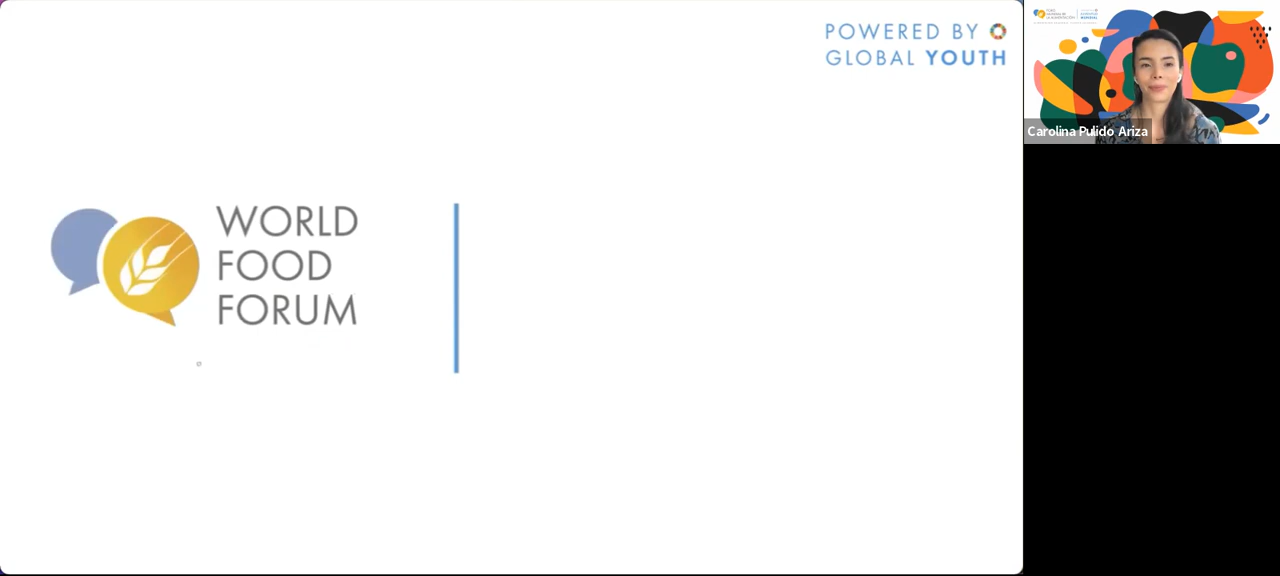 POWERED BY
GLOBAL YOUTH
WORLD
FOOD
FORUM
Carolina Pulido Ariza